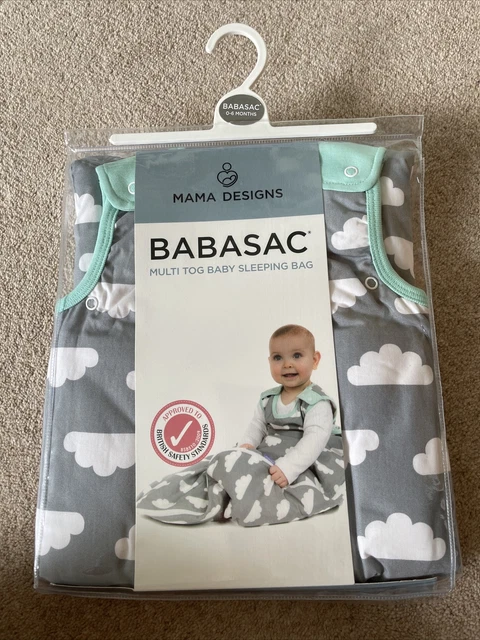 BABASAC
0-6 MONTHS
MAMA DESIGNS
BABASAC
MULTI TOG BABY SLEEPING BAG
APPROVED TO
BRITISH SAFETY STANDARDS